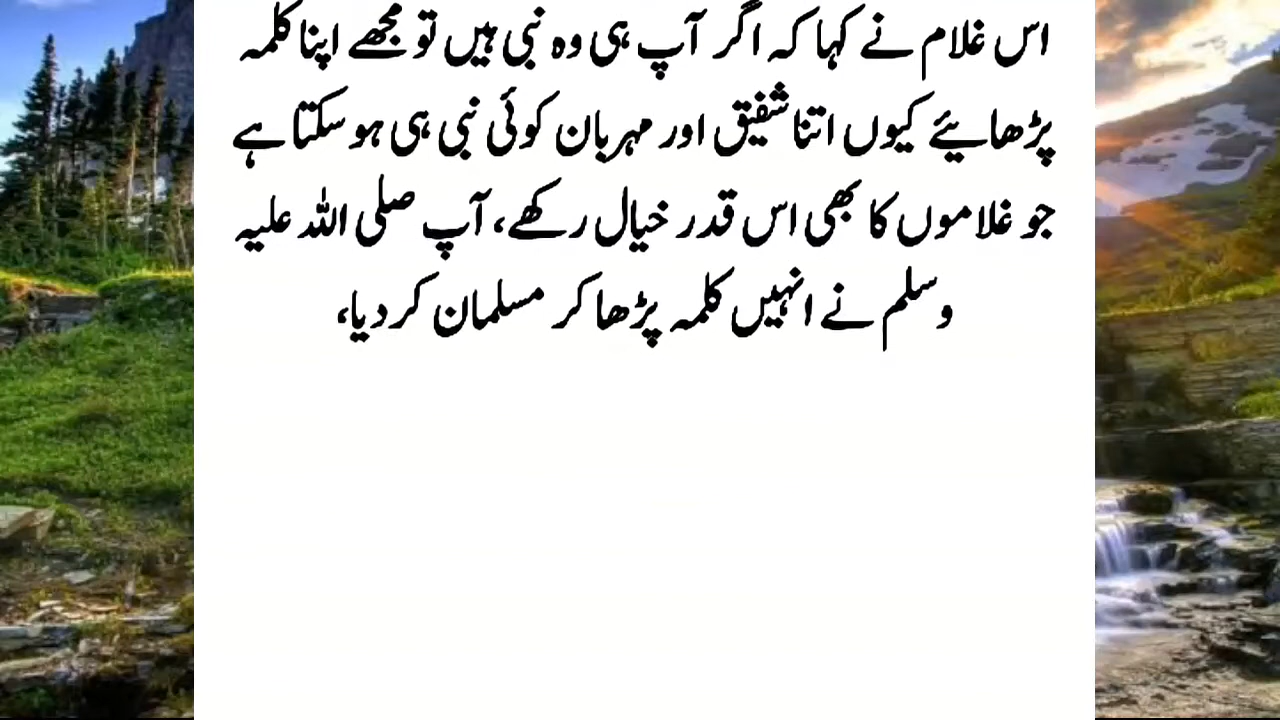 اس غلام نے کہا کہ اگر آپ ہی وہ نبی ہیں تو مجھے اپنا کلمہ
پڑھایئے کیوں اتنا شفیق اور مہربان کوئی نبی ہی ہو سکتا ہے
جو غلاموں کا بھی اس قدر خیال رکھے، آپ صلی اللہ علیہ
وسلم نے انہیں کلمہ پڑھا کر مسلمان کر دیا،